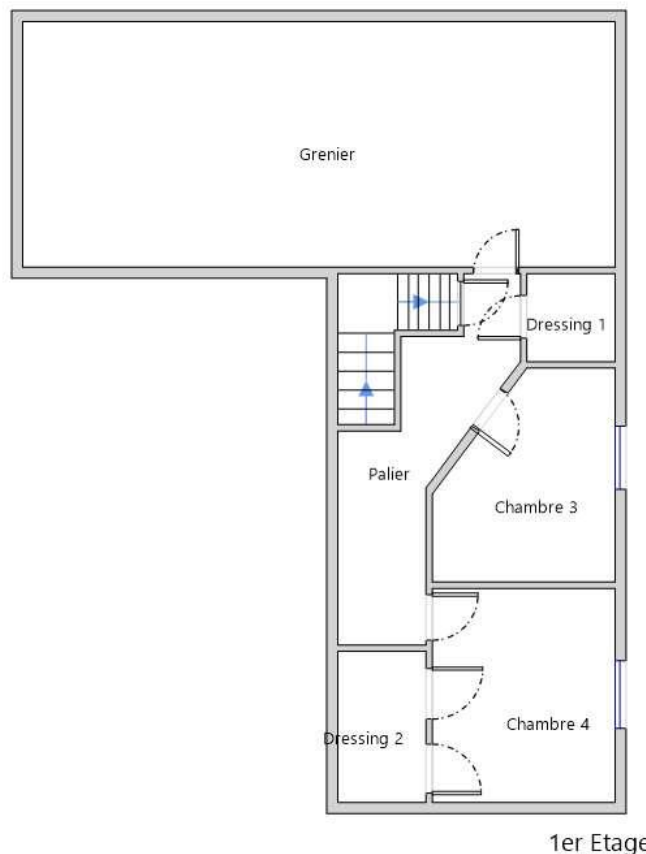 Grenier
Dressing 1
Palier
Chambre 3
Chambre 4
Dressing 2
1er Etage